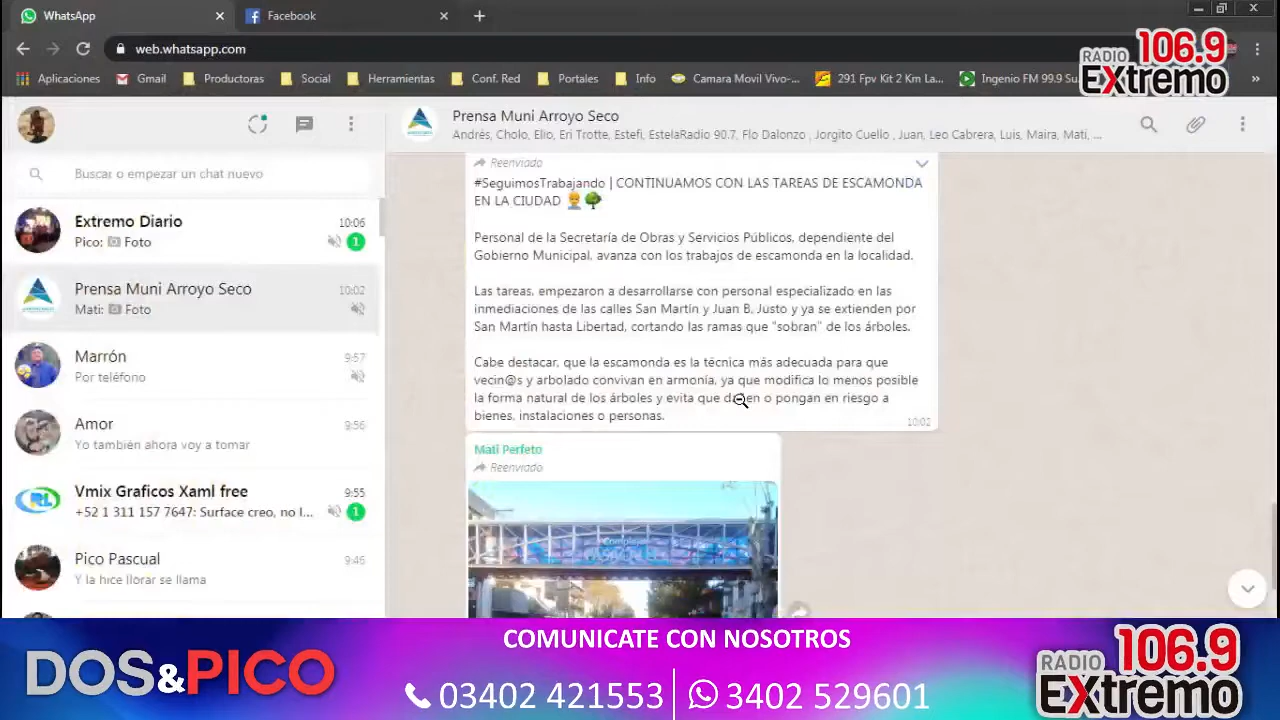 WhatsApp
Facebook
web.whatsapp.com
RADIO 106.9
EXtremo
Aplicaciones Gmail Productoras Social Herramientas Conf. Red Portales Info Camara Movil Vivo-... 291 Fpv Kit 2 Km La... Ingenio FM 99.9 Su
Prensa Muni Arroyo Seco
Andrés, Cholo, Elio, Eri Trotte, Estefi, EstelaRadio 90.7, Flo Dalonzo, Jorgito Cuello, Juan, Leo Cabrera, Luis, Maira, Mati, ...
Buscar o empezar un chat nuevo
Extremo Diario 10:06
Pico: Foto 1
Prensa Muni Arroyo Seco 10:02
Mati: Foto
Marrón 9:57
Por teléfono
Amor 9:56
Yo también ahora voy a tomar
Vmix Graficos Xaml free 9:55
+52 1 311 157 7647: Surface creo, no l... 1
Pico Pascual 9:46
Y la hice llorar se llama
Reenviado
#SeguimosTrabajando | CONTINUAMOS CON LAS TAREAS DE ESCAMONDA
EN LA CIUDAD 👷🌳
Personal de la Secretaría de Obras y Servicios Públicos, dependiente del
Gobierno Municipal, avanza con los trabajos de escamonda en la localidad.
Las tareas, empezaron a desarrollarse con personal especializado en las
inmediaciones de las calles San Martín y Juan B. Justo y ya se extienden por
San Martín hasta Libertad, cortando las ramas que "sobran" de los árboles.
Cabe destacar, que la escamonda es la técnica más adecuada para que
vecin@s y arbolado convivan en armonía, ya que modifica lo menos posible
la forma natural de los árboles y evita que dañen o pongan en riesgo a
bienes, instalaciones o personas.
10:02
Mati Perfeto
Reenviado
COMUNICATE CON NOSOTROS
DOS&PICO
03402 421553 | 3402 529601
RADIO 106.9
EXtremo